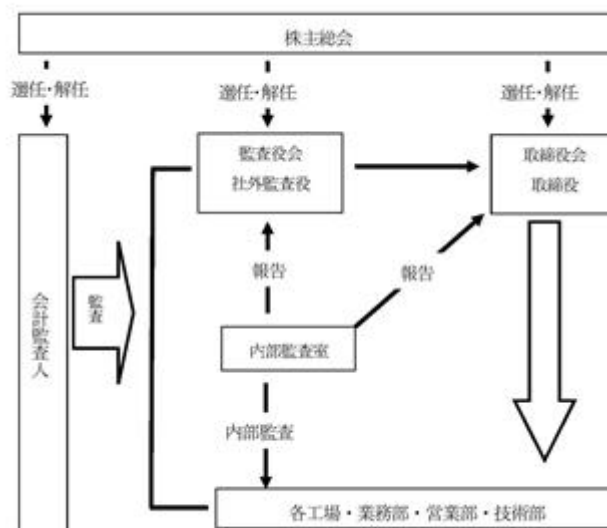 株主総会
選任・解任
選任・解任
選任・解任
監査役会
社外監査役
取締役会
取締役
監査
報告
報告
会計監査人
内部監査室
内部監査
各工場・業務部・営業部・技術部